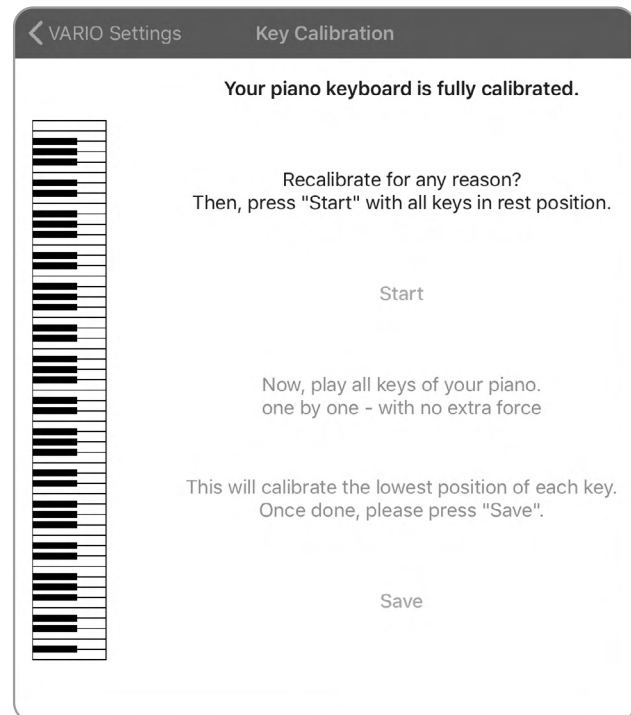 VARIO Settings
Key Calibration
Your piano keyboard is fully calibrated.
Recalibrate for any reason?
Then, press "Start" with all keys in rest position.
Start
Now, play all keys of your piano.
one by one - with no extra force
This will calibrate the lowest position of each key.
Once done, please press "Save".
Save